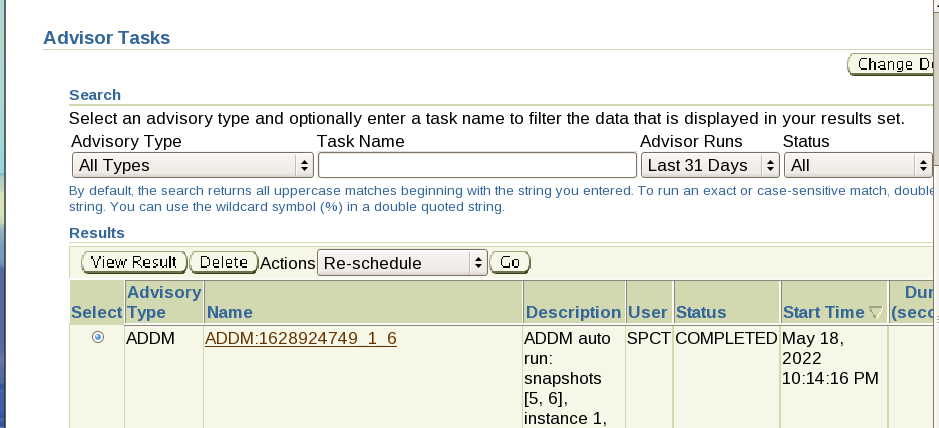 Advisor Tasks
Change D
Search
Select an advisory type and optionally enter a task name to filter the data that is displayed in your results set.
Advisory Type Task Name Advisor Runs Status
All Types Last 31 Days All
By default, the search returns all uppercase matches beginning with the string you entered. To run an exact or case-sensitive match, double
string. You can use the wildcard symbol (%) in a double quoted string.
Results
View Result Delete Actions Re-schedule Go
Advisory Dur
Select Type Name Description User Status Start Time (seco
ADDM ADDM:1628924749_1_6 ADDM auto SPCT COMPLETED May 18,
run: 2022
snapshots 10:14:16 PM
[5, 6],
instance 1,